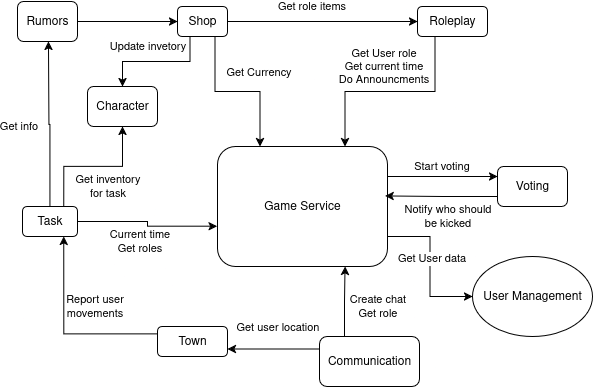 Get role items
Rumors
Shop
Roleplay
Update invetory
Get User role
Get current time
Do Announcments
Get Currency
Character
Get info
Get inventory
for task
Start voting
Voting
Game Service
Notify who should
be kicked
Task
Current time
Get roles
Get User data
User Management
Report user
movements
Create chat
Get role
Get user location
Town
Communication